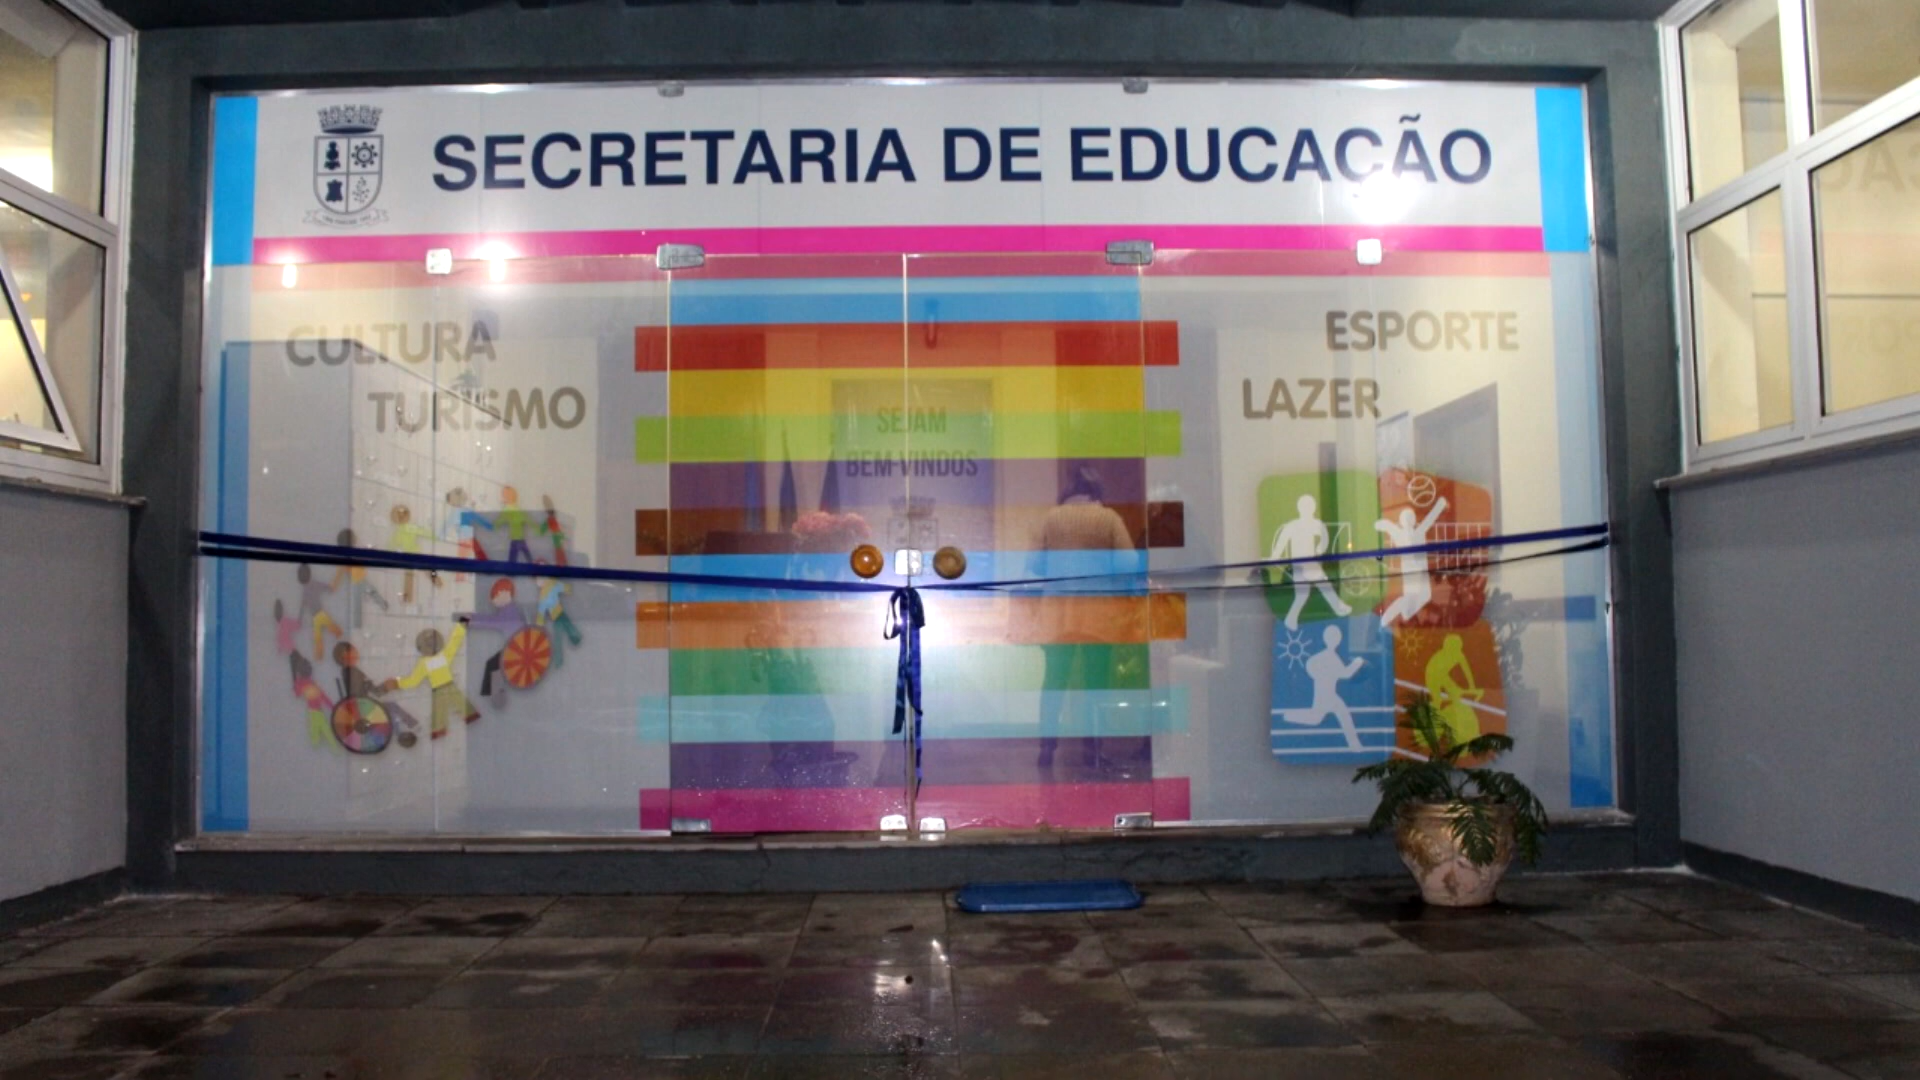 SECRETARIA DE EDUCAÇÃO
CULTURA
TURISMO
ESPORTE
LAZER
SEJAM
BEM-VINDOS